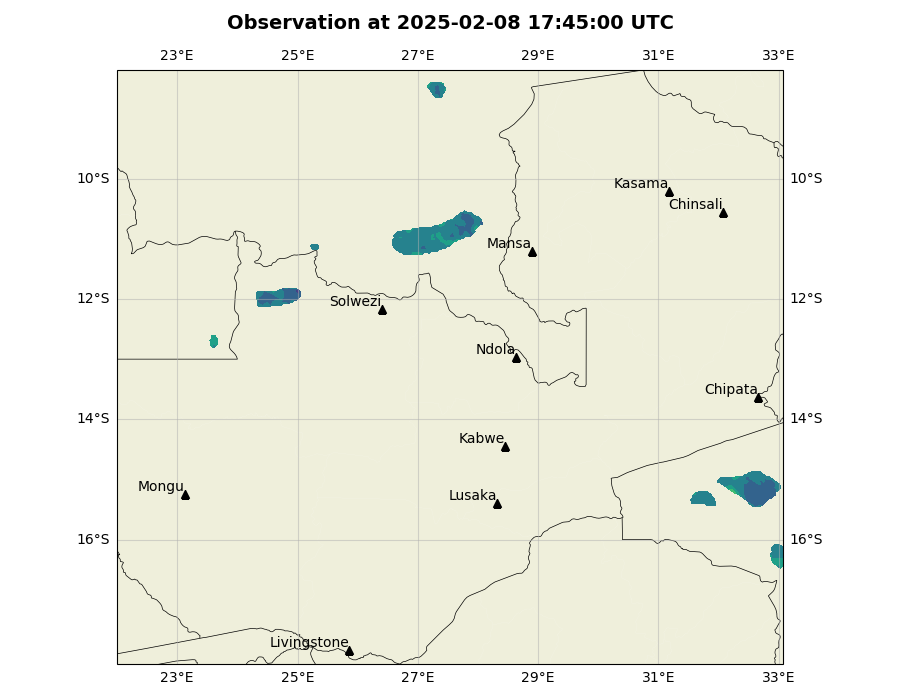 Observation at 2025-02-08 17:45:00 UTC
23°E 25°E 27°E 29°E 31°E 33°E
10°S 10°S
Kasama
Chinsali
Mansa
12°S 12°S
Solwezi
Ndola
Chipata
14°S 14°S
Kabwe
Mongu
Lusaka
16°S 16°S
Livingstone
23°E 25°E 27°E 29°E 31°E 33°E